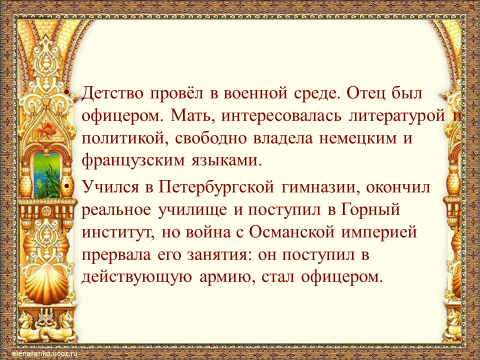 • Детство провёл в военной среде. Отец был
офицером. Мать, интересовалась литературой и
политикой, свободно владела немецким и
французским языками.
• Учился в Петербургской гимназии, окончил
реальное училище и поступил в Горный
институт, но война с Османской империей
прервала его занятия: он поступил в
действующую армию, стал офицером.
elenaranko.ucoz.ru